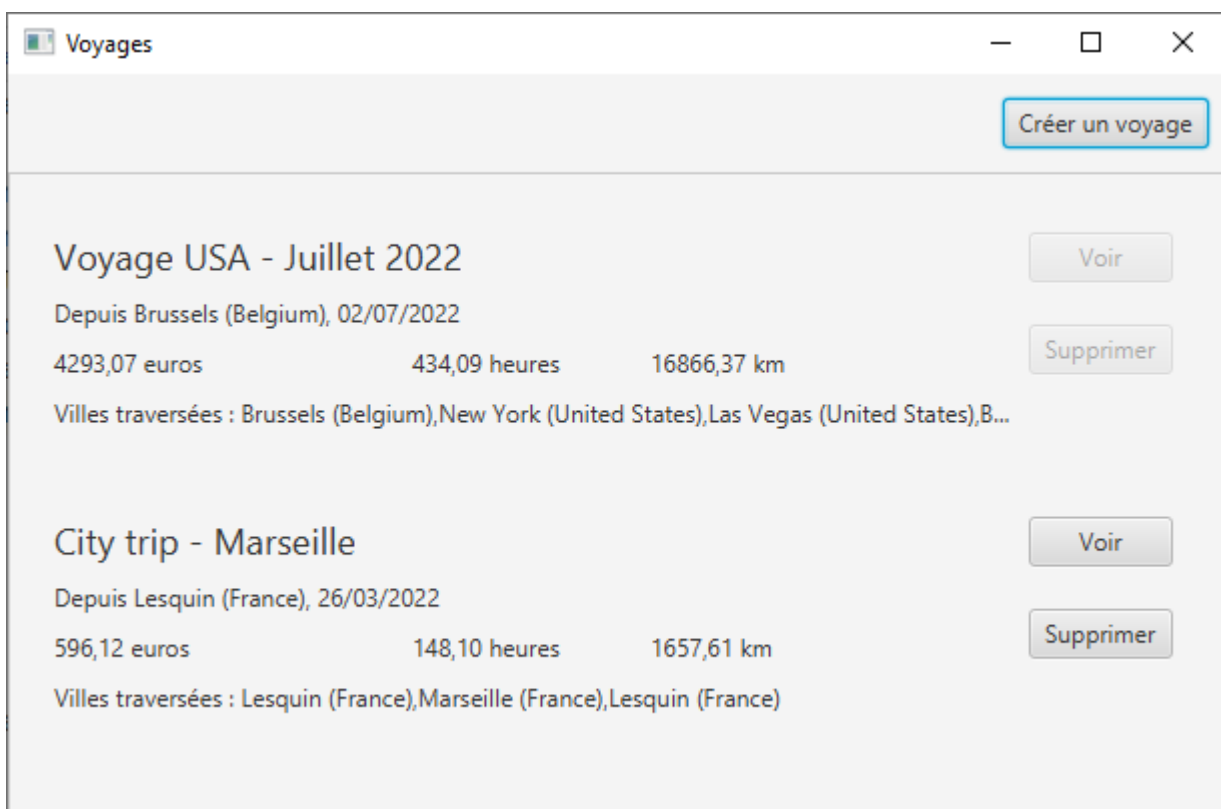 Voyages
Créer un voyage
Voyage USA - Juillet 2022
Voir
Depuis Brussels (Belgium), 02/07/2022
Supprimer
4293,07 euros 434,09 heures 16866,37 km
Villes traversées : Brussels (Belgium),New York (United States),Las Vegas (United States),B...
City trip - Marseille
Voir
Depuis Lesquin (France), 26/03/2022
Supprimer
596,12 euros 148,10 heures 1657,61 km
Villes traversées : Lesquin (France),Marseille (France),Lesquin (France)